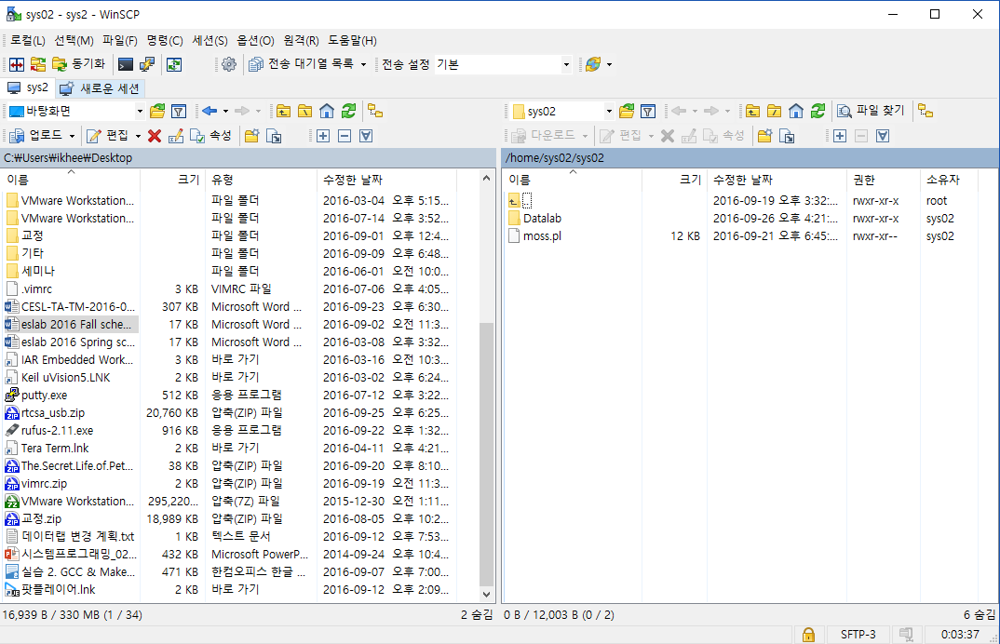 sys02 - sys2 - WinSCP
로컬(L) 선택(M) 파일(F) 명령(C) 세션(S) 옵션(O) 원격(R) 도움말(H)
동기화 전송 대기열 목록 전송 설정 기본
sys2 새로운 세션
바탕화면 sys02 파일 찾기
업로드 편집 속성 다운로드 편집 속성
C:₩Users₩ikhee₩Desktop /home/sys02/sys02
이름 크기 유형 수정한 날짜 이름 크기 수정한 날짜 권한 소유자
VMware Workstation... 파일 폴더 2016-03-04 오후 5:15... .. 2016-09-19 오후 3:32:... rwxr-xr-x root
VMware Workstation... 파일 폴더 2016-07-14 오후 3:52... Datalab 2016-09-26 오후 4:21:... rwxr-xr-x sys02
교정 파일 폴더 2016-09-01 오후 12:4... moss.pl 12 KB 2016-09-21 오후 6:45:... rwxr-xr-- sys02
기타 파일 폴더 2016-09-09 오후 6:48...
세미나 파일 폴더 2016-06-01 오전 10:0...
.vimrc 3 KB VIMRC 파일 2016-07-06 오후 4:05...
CESL-TA-TM-2016-0... 307 KB Microsoft Word ... 2016-09-23 오후 6:30...
eslab 2016 Fall sche... 17 KB Microsoft Word ... 2016-09-02 오전 11:3...
eslab 2016 Spring sc... 17 KB Microsoft Word ... 2016-03-08 오후 3:32...
IAR Embedded Work... 3 KB 바로 가기 2016-03-16 오전 10:3...
Keil uVision5.LNK 2 KB 바로 가기 2016-03-02 오후 6:24...
putty.exe 512 KB 응용 프로그램 2016-07-12 오후 3:22...
rtcsa_usb.zip 20,760 KB 압축(ZIP) 파일 2016-09-25 오후 6:25...
rufus-2.11.exe 916 KB 응용 프로그램 2016-09-22 오후 1:32...
Tera Term.lnk 2 KB 바로 가기 2016-04-11 오후 4:21...
The.Secret.Life.of.Pet... 38 KB 압축(ZIP) 파일 2016-09-20 오후 8:10...
vimrc.zip 2 KB 압축(ZIP) 파일 2016-09-19 오전 11:3...
VMware Workstation... 295,220... 압축(7Z) 파일 2015-12-30 오전 1:11...
교정.zip 18,989 KB 압축(ZIP) 파일 2016-08-05 오후 10:2...
데이터랩 변경 계획.txt 1 KB 텍스트 문서 2016-09-12 오후 7:53...
시스템프로그래밍_02... 432 KB Microsoft PowerP... 2014-09-24 오후 10:4...
실습 2. GCC & Make... 471 KB 한컴오피스 한글 ... 2016-09-07 오후 7:00...
팟플레이어.lnk 2 KB 바로 가기 2016-09-12 오후 2:09...
16,939 B / 330 MB (1 / 34) 2 숨김 0 B / 12,003 B (0 / 2) 6 숨김
SFTP-3 0:03:37